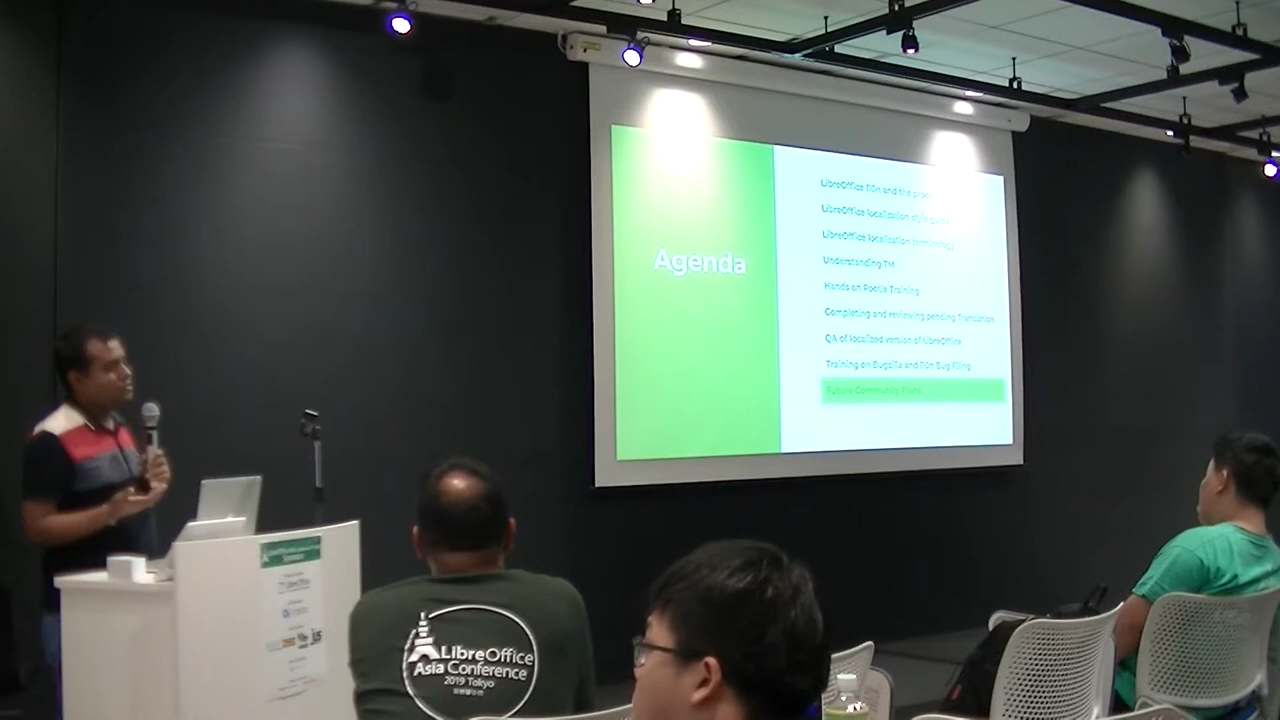 Agenda
LibreOffice l10n and the
LibreOffice localization style guide
LibreOffice localization terminology
Understanding TM
Hands on Pootle Training
Completing and reviewing pending Translation
QA of localized version of LibreOffice
Training on Bugzilla and l10n Bug Filing
Future Community Plans
LibreOffice
LibreOffice
Asia Conference
2019 Tokyo